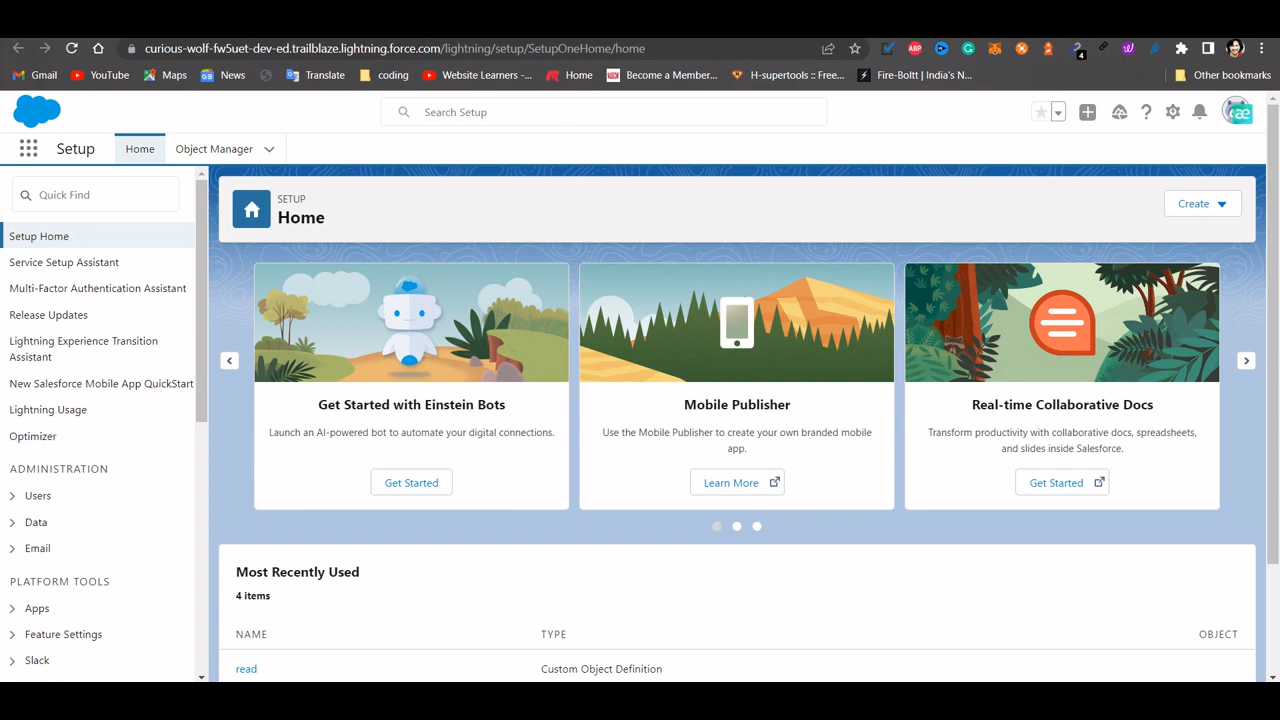 curious-wolf-fw5uet-dev-ed.trailblaze.lightning.force.com/lightning/setup/SetupOneHome/home
ABP
4
Gmail
YouTube
Maps
News
Translate
coding
Website Learners -...
Home
Become a Member...
H-supertools :: Free...
Fire-Boltt | India's N...
Other bookmarks
Search Setup
Setup
Home
Object Manager
Quick Find
SETUP
Home
Create
Setup Home
Service Setup Assistant
Multi-Factor Authentication Assistant
Release Updates
Lightning Experience Transition
Assistant
New Salesforce Mobile App QuickStart
Lightning Usage
Optimizer
ADMINISTRATION
Users
Data
Email
PLATFORM TOOLS
Apps
Feature Settings
Slack
Get Started with Einstein Bots
Launch an AI-powered bot to automate your digital connections.
Get Started
Mobile Publisher
Use the Mobile Publisher to create your own branded mobile
app.
Learn More
Real-time Collaborative Docs
Transform productivity with collaborative docs, spreadsheets,
and slides inside Salesforce.
Get Started
Most Recently Used
4 items
NAME
TYPE
OBJECT
read
Custom Object Definition